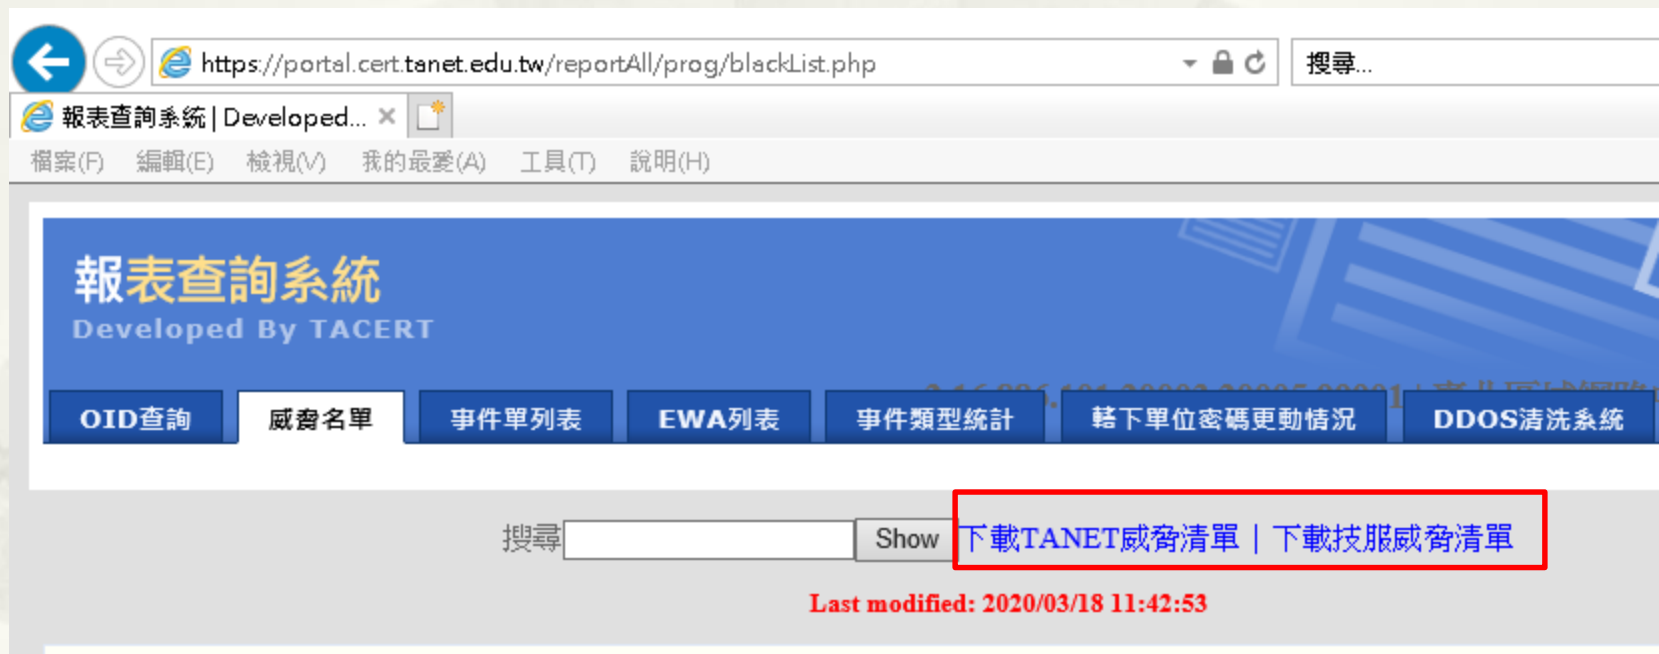 https://portal.cert.tanet.edu.tw/reportAll/prog/blackList.php 搜尋...
報表查詢系統 | Developed...
檔案(F) 編輯(E) 檢視(V) 我的最愛(A) 工具(T) 說明(H)
報表查詢系統
Developed By TACERT
OID查詢 威脅名單 事件單列表 EWA列表 事件類型統計 轄下單位密碼更動情況 DDOS清洗系統
搜尋 Show 下載TANET威脅清單 | 下載技服威脅清單
Last modified: 2020/03/18 11:42:53